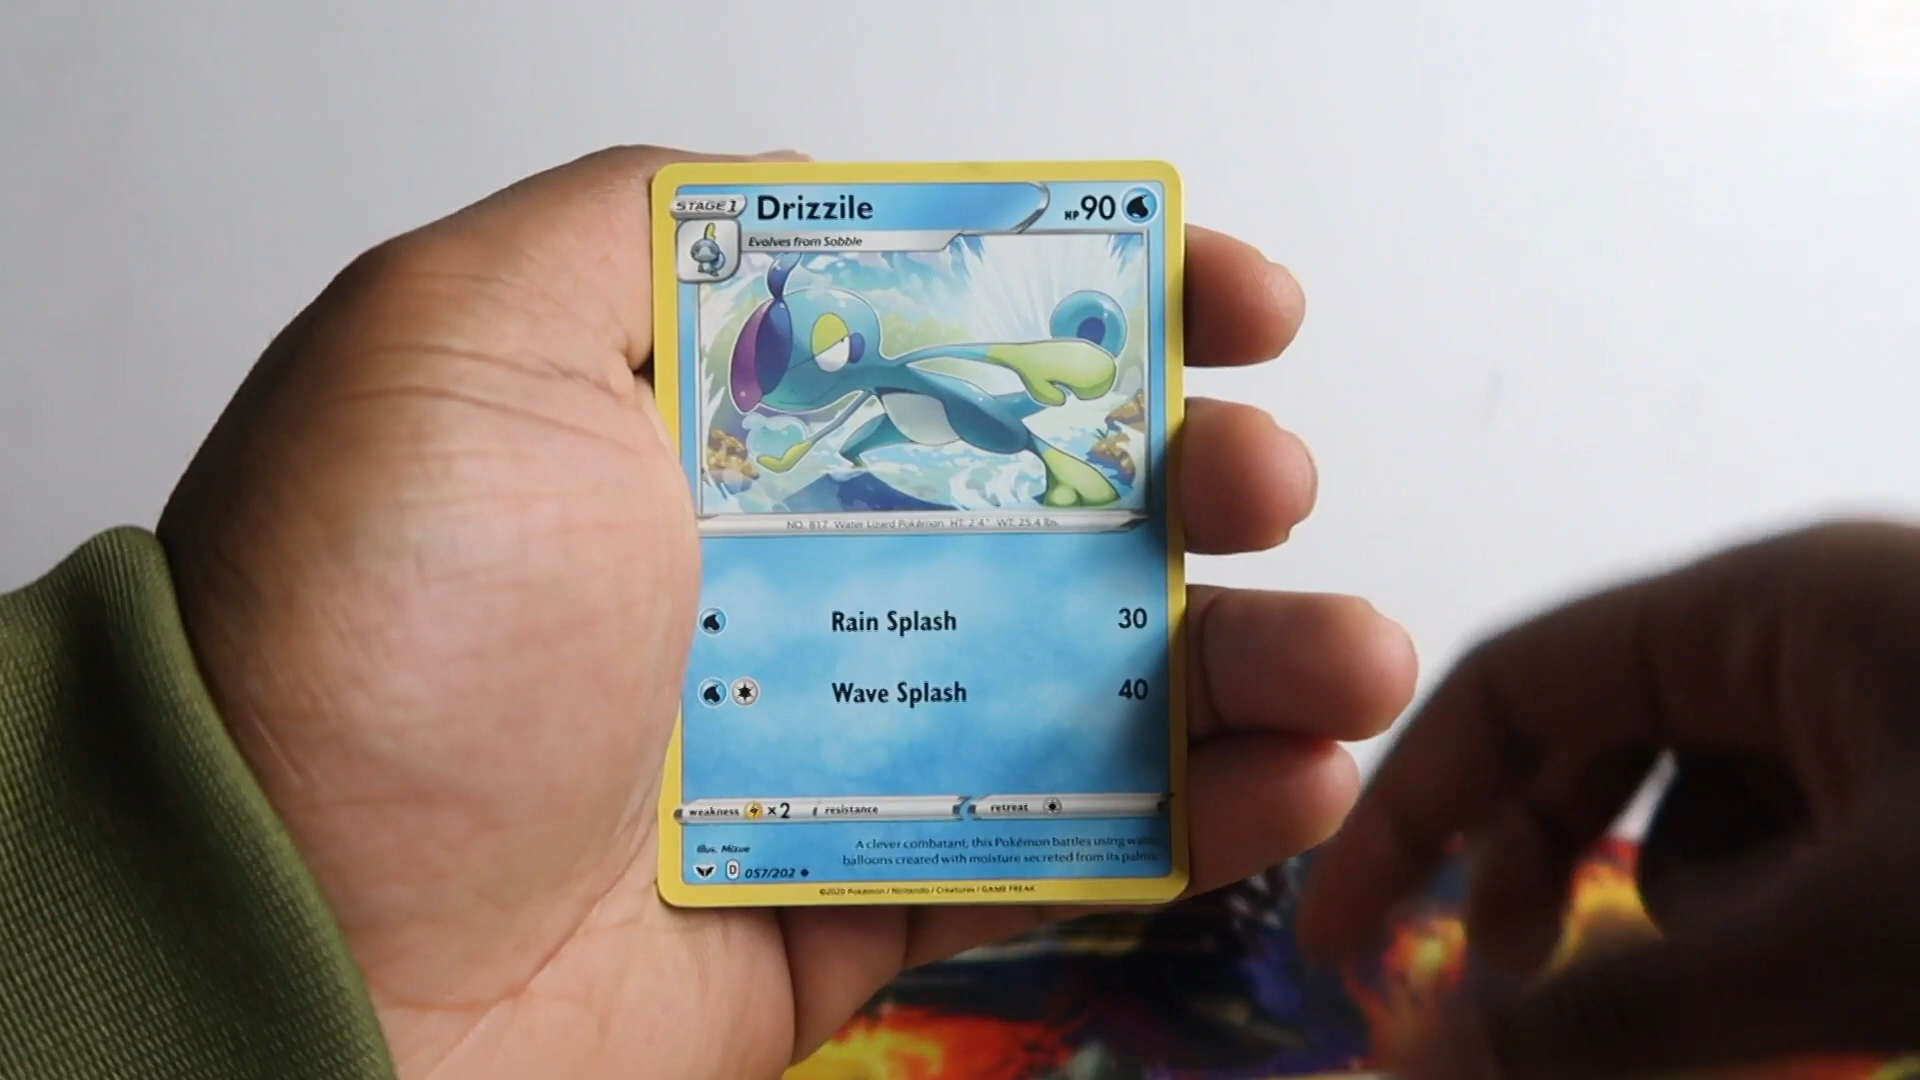 STAGE 1 Drizzile HP 90
Evolves from Sobble
NO. 817 Water Lizard Pokémon HT: 2'4" WT: 25.4 lbs.
Rain Splash 30
Wave Splash 40
weakness ×2 resistance retreat
Illus. Mizue
A clever combatant, this Pokémon battles using water
balloons created with moisture secreted from its palms.
D 057/202
©2020 Pokémon / Nintendo / Creatures / GAME FREAK